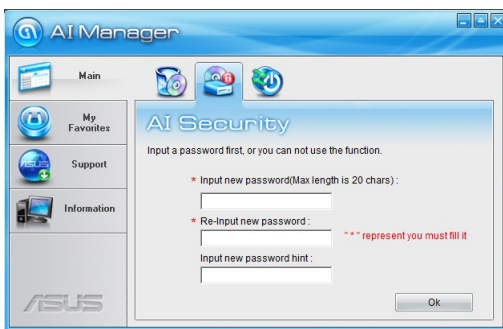 AI Manager
Main
My
Favorites
Support
Information
AI Security
Input a password first, or you can not use the function.
* Input new password(Max length is 20 chars) :
* Re-Input new password :
" * " represent you must fill it
Input new password hint :
Ok
ASUS